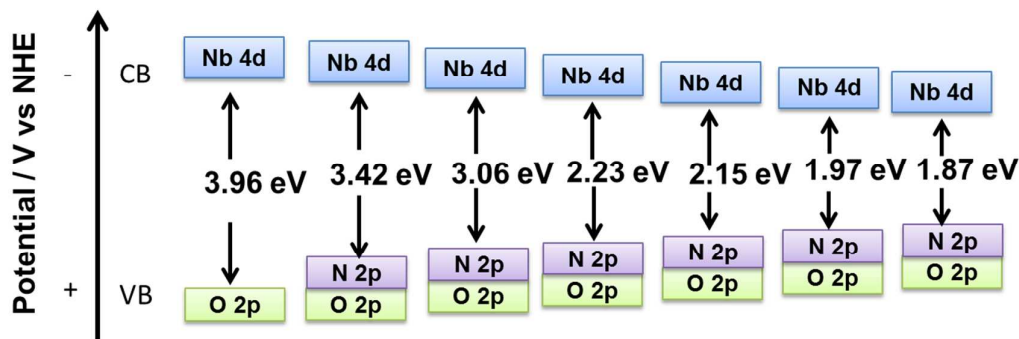 Potential / V vs NHE
-
CB
+
VB
Nb 4d
3.96 eV
O 2p
Nb 4d
3.42 eV
N 2p
O 2p
Nb 4d
3.06 eV
N 2p
O 2p
Nb 4d
2.23 eV
N 2p
O 2p
Nb 4d
2.15 eV
N 2p
O 2p
Nb 4d
1.97 eV
N 2p
O 2p
Nb 4d
1.87 eV
N 2p
O 2p